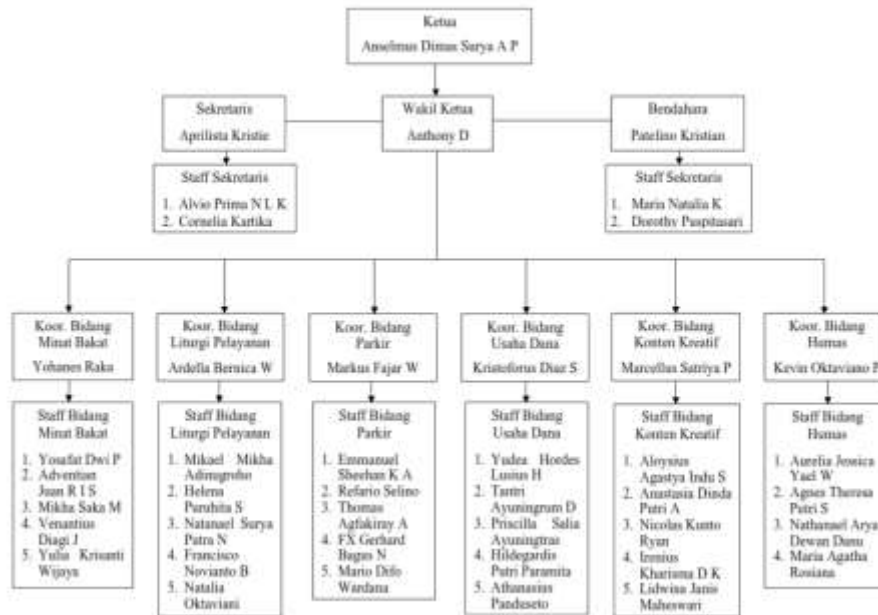 Ketua
Anselmus Dimas Surya A P
Sekretaris
Aprilista Kristie
Wakil Ketua
Anthony D
Bendahara
Patelino Kristian
Staff Sekretaris
1. Alvio Prima N L K
2. Cornelia Kartika
Staff Sekretaris
1. Maria Natalia K
2. Dorothy Puspitasari
Koor. Bidang
Minat Bakat
Yohanes Raka
Koor. Bidang
Liturgi Pelayanan
Ardella Bernica W
Koor. Bidang
Parkir
Markus Fajar W
Koor. Bidang
Usaha Dana
Kristoforus Diaz S
Koor. Bidang
Konten Kreatif
Marcellus Satriya P
Koor. Bidang
Humas
Kevin Oktaviano P
Staff Bidang
Minat Bakat
1. Yosafat Dwi P
2. Adventuan
Juan R I S
3. Mikha Saka M
4. Venantius
Diagi J
5. Yulia Krisanti
Wijaya
Staff Bidang
Liturgi Pelayanan
1. Mikael Mikha
Adinugroho
2. Helena
Paruhita S
3. Natanael Surya
Putra N
4. Francisco
Novianto B
5. Natalia
Oktaviani
Staff Bidang
Parkir
1. Emmanuel
Sheehan K A
2. Refario Selino
3. Thomas
Agfakiray A
4. FX Gerhard
Bagus N
5. Mario Difo
Wardana
Staff Bidang
Usaha Dana
1. Yudea Hordes
Lusius H
2. Tantri
Ayuningrum D
3. Priscilla Salia
Ayuningtras
4. Hildegardis
Putri Paramita
5. Athanasius
Panduseto
Staff Bidang
Konten Kreatif
1. Aloysius
Agastya Indu S
2. Anastasia Dinda
Putri A
3. Nicolas Kunto
Ryan
4. Irenius
Kharisma D K
5. Lidwina Janis
Maheswari
Staff Bidang
Humas
1. Aurelia Jessica
Yael W
2. Agnes Theresa
Putri S
3. Nathanael Arya
Dewan Danu
4. Maria Agatha
Rosiana